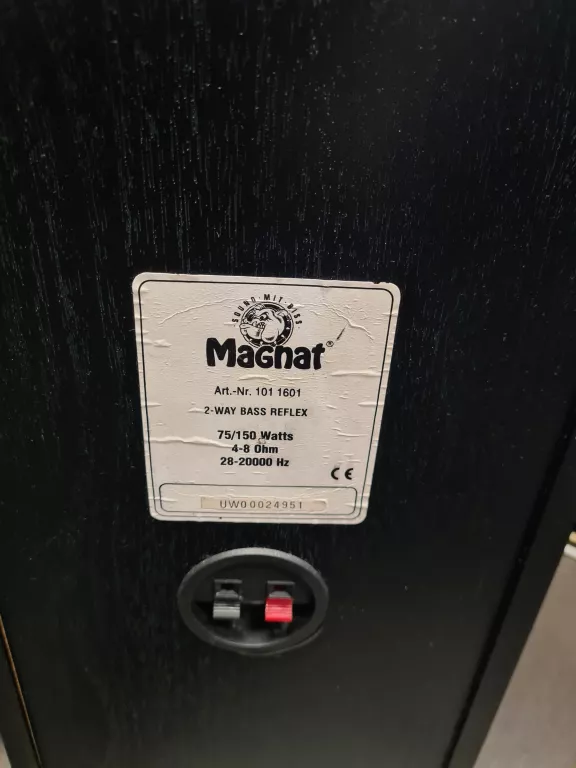 SOUND·MIT·BISS
Magnat®
Art.-Nr. 101 1601
2-WAY BASS REFLEX
75/150 Watts
4-8 Ohm
28-20000 Hz
CE
UW00024951